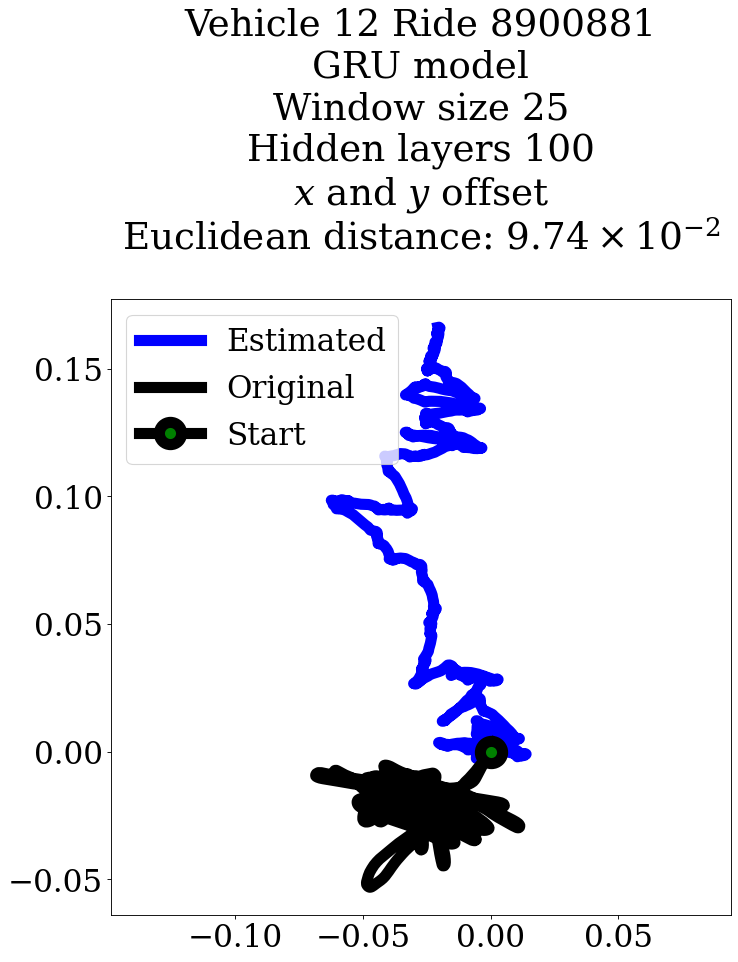 Vehicle 12 Ride 8900881
GRU model
Window size 25
Hidden layers 100
x and y offset
Euclidean distance: 9.74 × 10⁻²
Estimated
Original
Start
0.15
0.10
0.05
0.00
−0.05
−0.10 −0.05 0.00 0.05